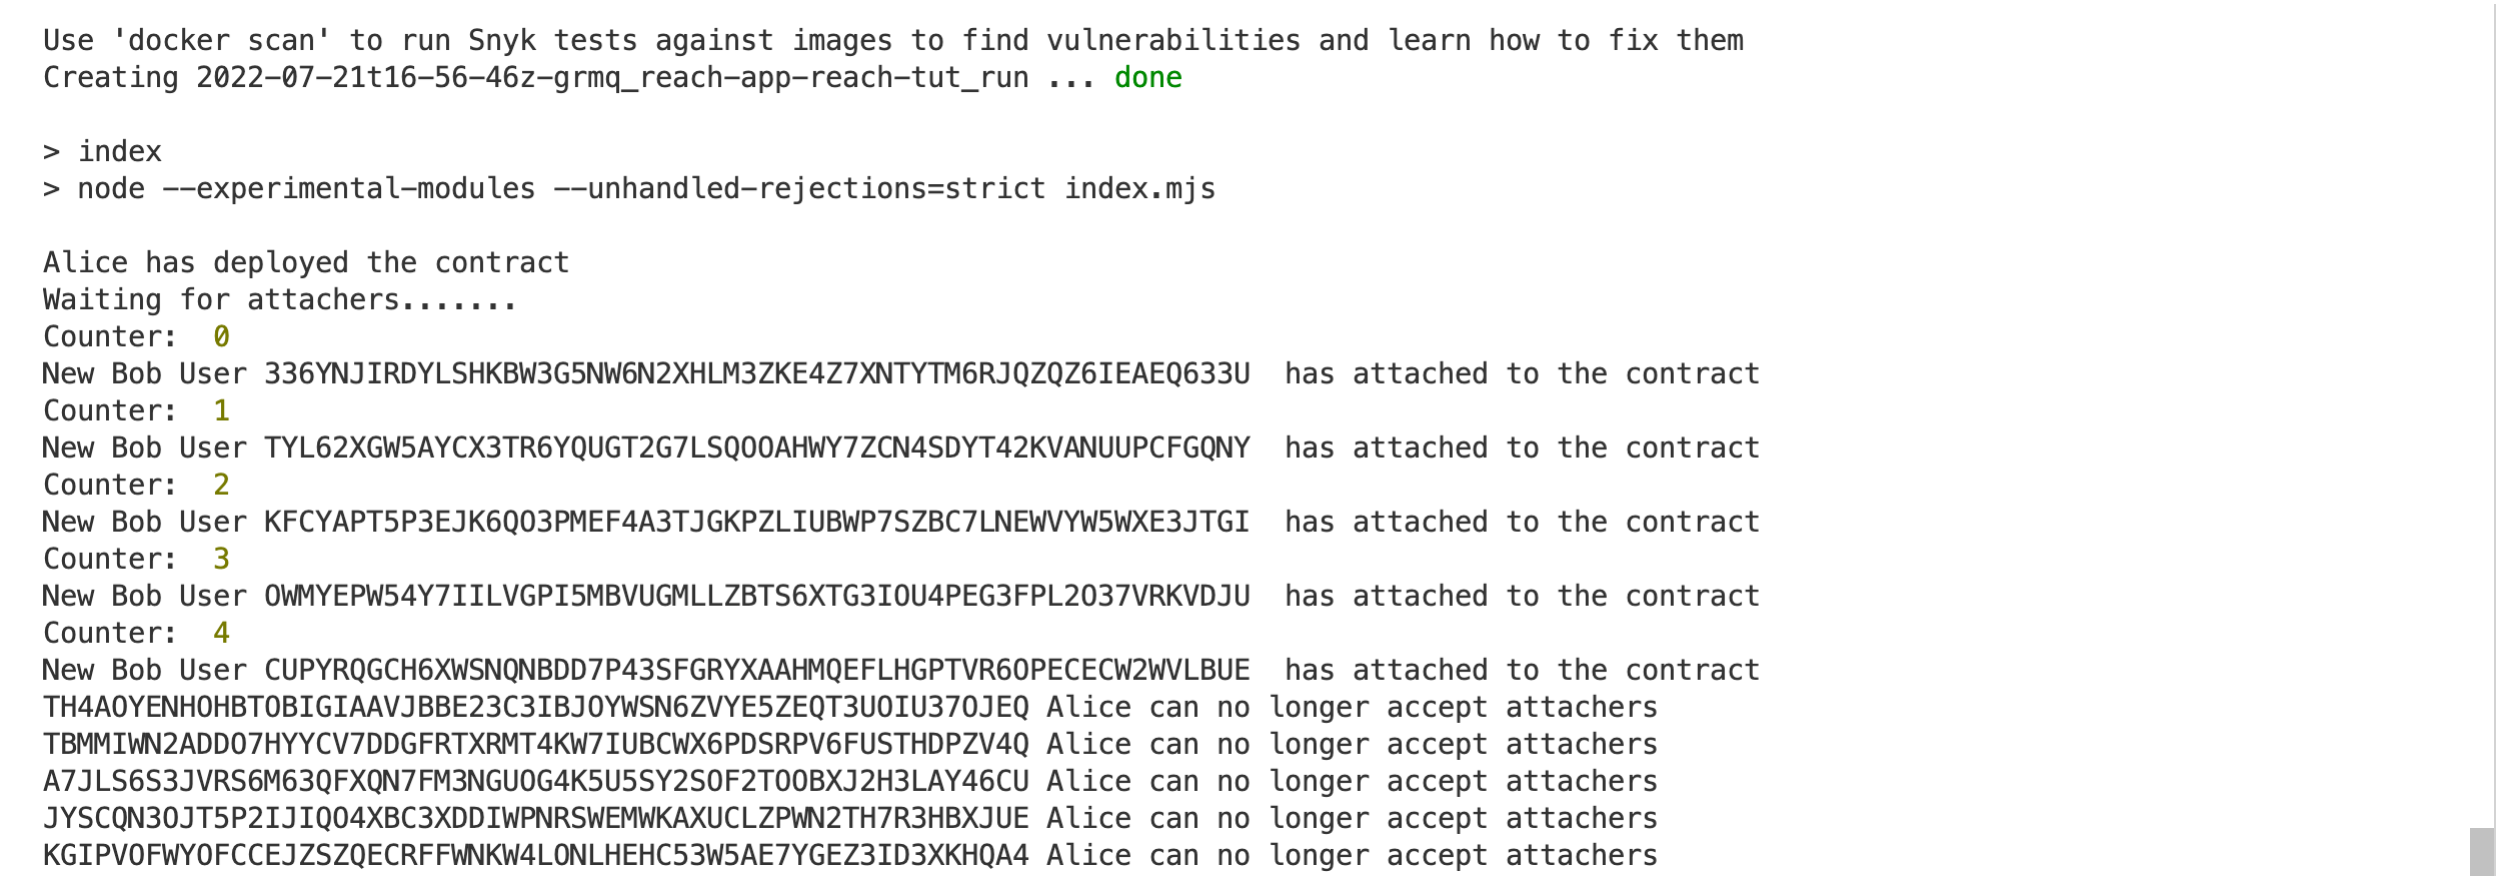 Use 'docker scan' to run Snyk tests against images to find vulnerabilities and learn how to fix them
Creating 2022-07-21t16-56-46z-grmq_reach-app-reach-tut_run ... done
> index
> node --experimental-modules --unhandled-rejections=strict index.mjs
Alice has deployed the contract
Waiting for attachers.......
Counter:  0
New Bob User 336YNJIRDYLSHKBW3G5NW6N2XHLM3ZKE4Z7XNTYTM6RJQZQZ6IEAEQ633U  has attached to the contract
Counter:  1
New Bob User TYL62XGW5AYCX3TR6YQUGT2G7LSQOOAHWY7ZCN4SDYT42KVANUUPCFGQNY  has attached to the contract
Counter:  2
New Bob User KFCYAPT5P3EJK6QO3PMEF4A3TJGKPZLIUBWP7SZBC7LNEWVYW5WXE3JTGI  has attached to the contract
Counter:  3
New Bob User OWMYEPW54Y7IILVGPI5MBVUGMLLZBTS6XTG3IOU4PEG3FPL2O37VRKVDJU  has attached to the contract
Counter:  4
New Bob User CUPYRQGCH6XWSNQNBDD7P43SFGRYXAAHMQEFLHGPTVR6OPECECW2WVLBUE  has attached to the contract
TH4AOYENHOHBTOBIGIAAVJBBE23C3IBJOYWSN6ZVYE5ZEQT3UOIU37OJEQ Alice can no longer accept attachers
TBMMIWN2ADDO7HYYCV7DDGFRTXRMT4KW7IUBCWX6PDSRPV6FUSTHDPZV4Q Alice can no longer accept attachers
A7JLS6S3JVRS6M63QFXQN7FM3NGUOG4K5U5SY2SOF2TOOBXJ2H3LAY46CU Alice can no longer accept attachers
JYSCQN3OJT5P2IJIQO4XBC3XDDIWPNRSWEMWKAXUCLZPWN2TH7R3HBXJUE Alice can no longer accept attachers
KGIPVOFWYOFCCEJZSZQECRFFWNKW4LONLHEHC53W5AE7YGEZ3ID3XKHQA4 Alice can no longer accept attachers